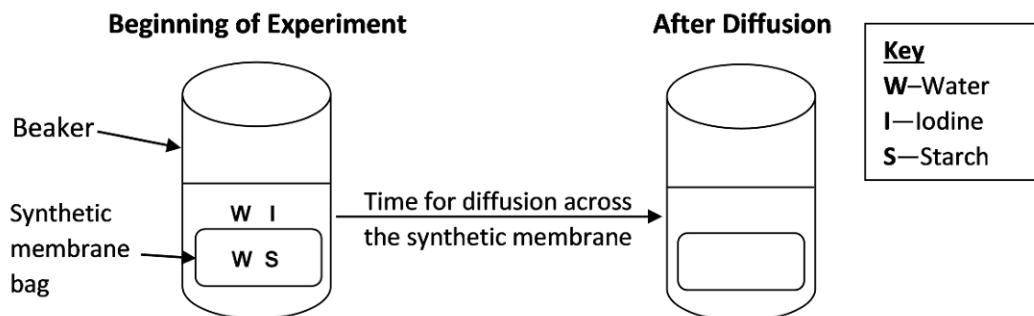 Beginning of Experiment
After Diffusion
Key
W–Water
I—Iodine
S—Starch
Beaker
Synthetic
membrane
bag
W I
W S
Time for diffusion across
the synthetic membrane